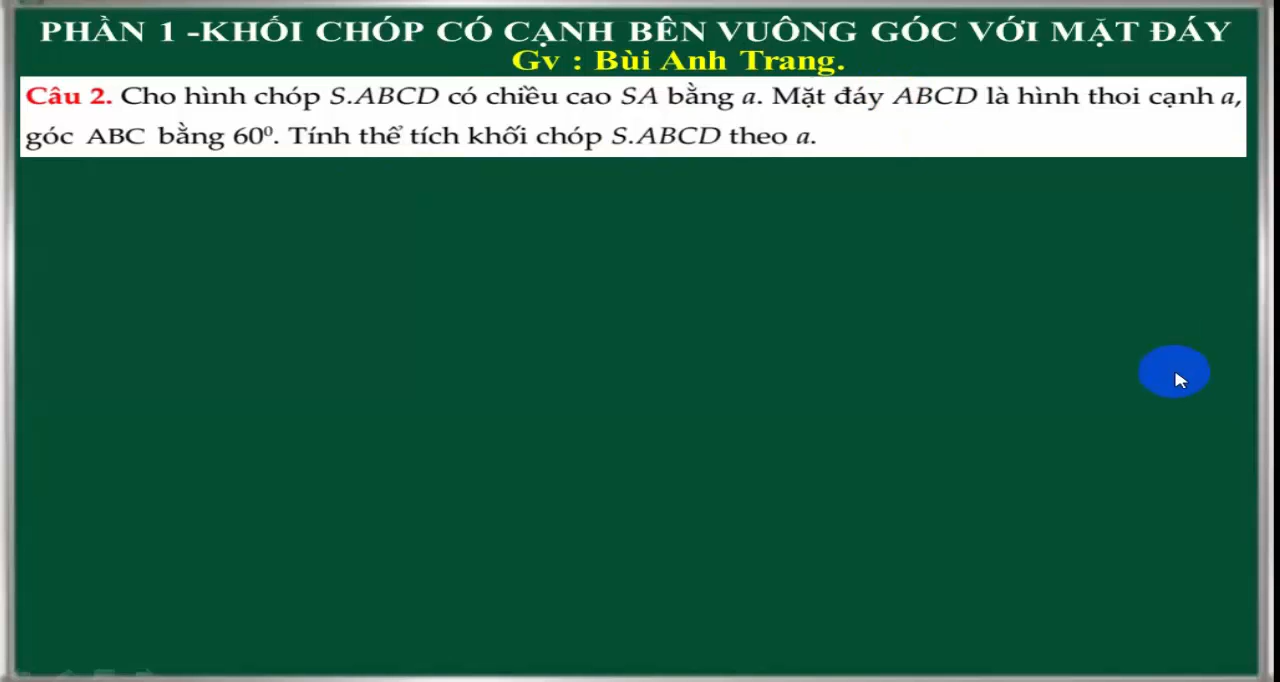 PHẦN 1 -KHỐI CHÓP CÓ CẠNH BÊN VUÔNG GÓC VỚI MẶT ĐÁY
Gv : Bùi Anh Trang.
Câu 2. Cho hình chóp S.ABCD có chiều cao SA bằng a. Mặt đáy ABCD là hình thoi cạnh a,
góc ABC bằng 60⁰. Tính thể tích khối chóp S.ABCD theo a.